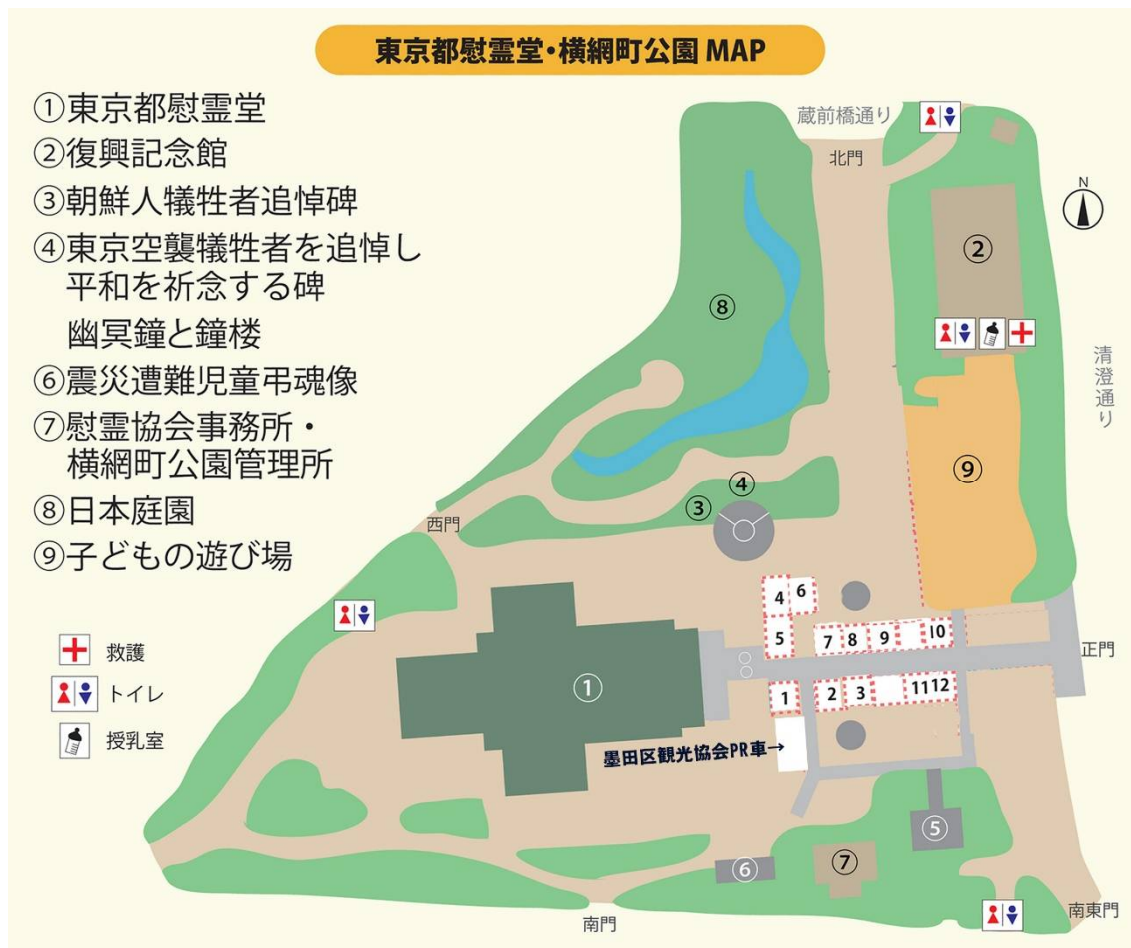 東京都慰霊堂・横網町公園 MAP
①東京都慰霊堂
②復興記念館
③朝鮮人犠牲者追悼碑
④東京空襲犠牲者を追悼し
平和を祈念する碑
幽冥鐘と鐘楼
⑥震災遭難児童弔魂像
⑦慰霊協会事務所・
横網町公園管理所
⑧日本庭園
⑨子どもの遊び場
救護
トイレ
授乳室
蔵前橋通り
北門
N
②
⑧
清澄通り
⑨
④
③
西門
4
6
5
7
8
9
10
正門
①
1
2
3
11
12
墨田区観光協会PR車→
⑤
⑥
⑦
南門
南東門